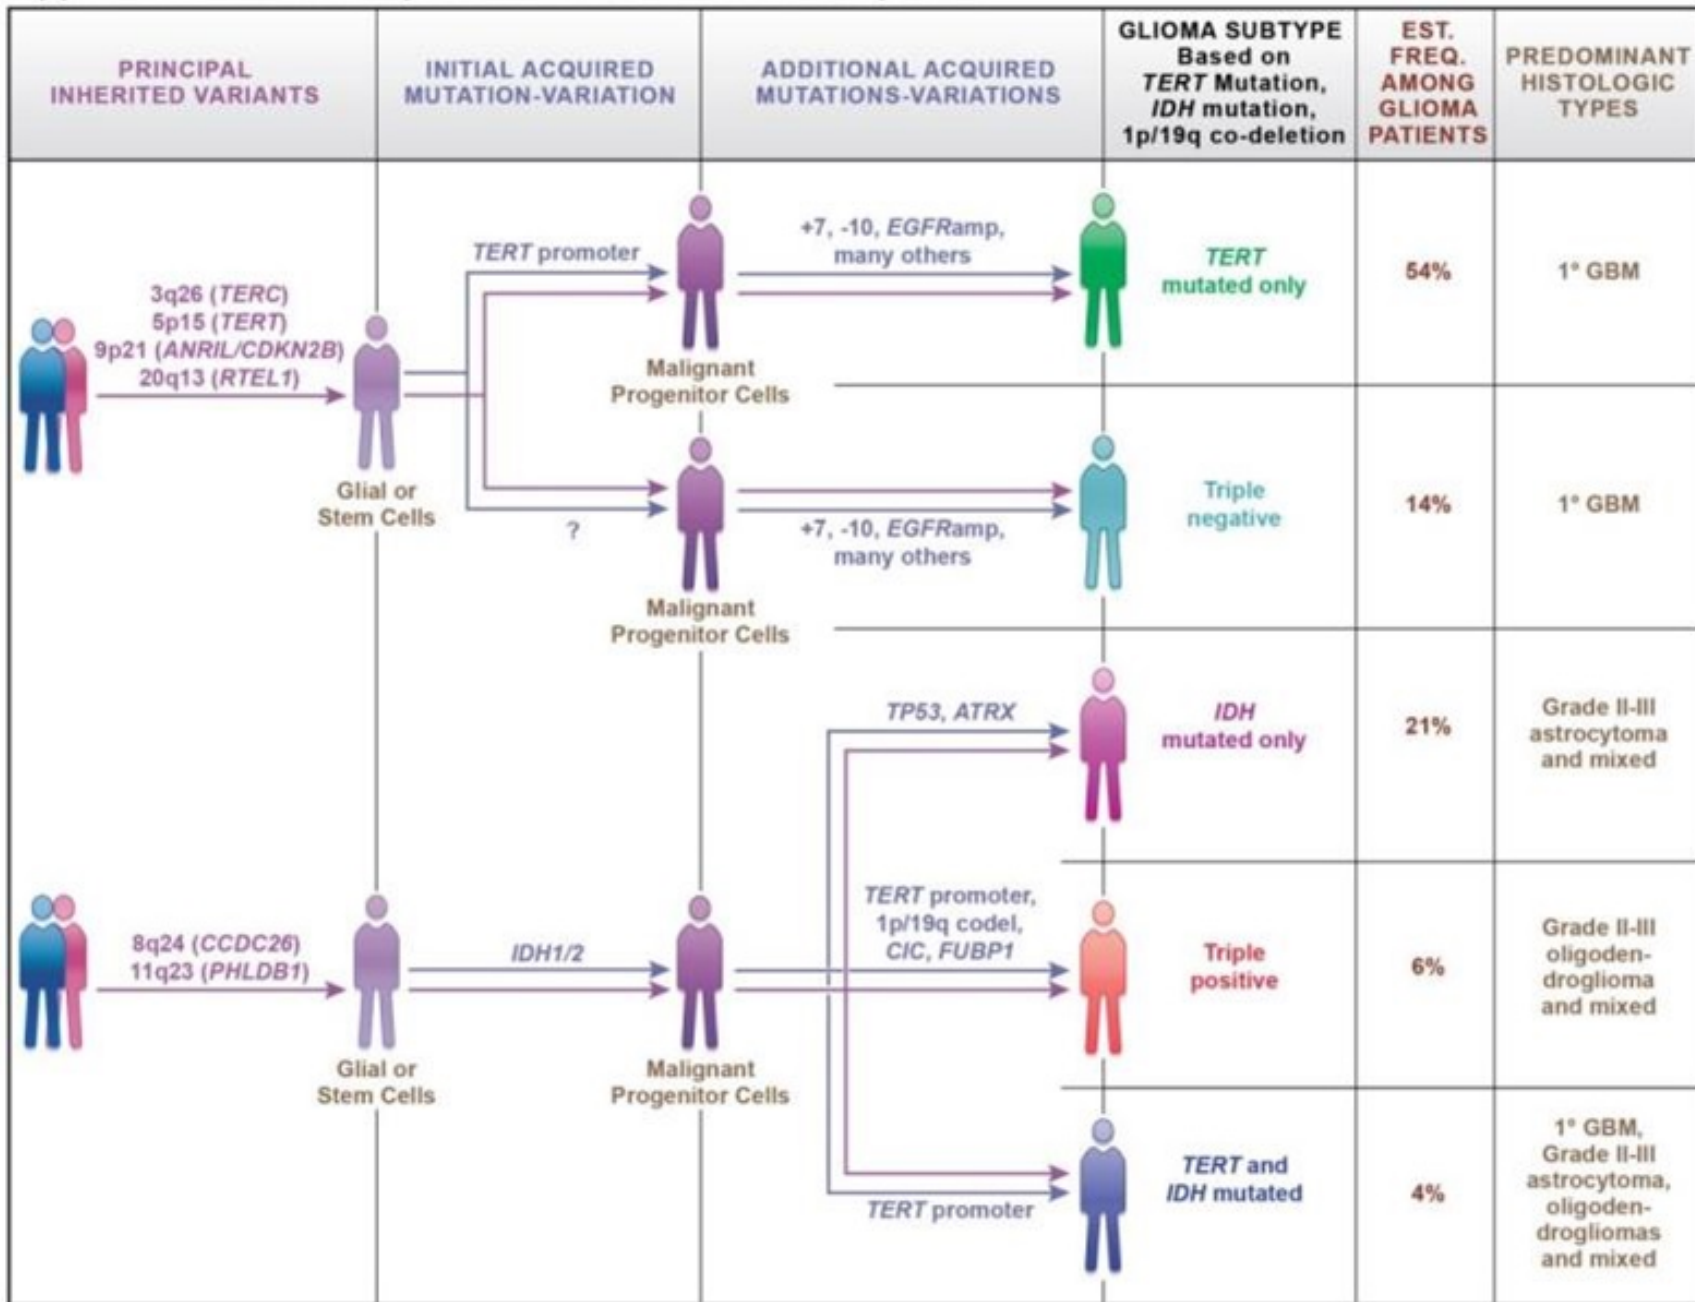 PRINCIPAL
INHERITED VARIANTS
INITIAL ACQUIRED
MUTATION-VARIATION
ADDITIONAL ACQUIRED
MUTATIONS-VARIATIONS
GLIOMA SUBTYPE
Based on
TERT Mutation,
IDH mutation,
1p/19q co-deletion
EST.
FREQ.
AMONG
GLIOMA
PATIENTS
PREDOMINANT
HISTOLOGIC
TYPES
3q26 (TERC)
5p15 (TERT)
9p21 (ANRIL/CDKN2B)
20q13 (RTEL1)
Glial or
Stem Cells
TERT promoter
?
Malignant
Progenitor Cells
+7, -10, EGFRamp,
many others
TERT
mutated only
54%
1° GBM
Malignant
Progenitor Cells
+7, -10, EGFRamp,
many others
Triple
negative
14%
1° GBM
8q24 (CCDC26)
11q23 (PHLDB1)
Glial or
Stem Cells
IDH1/2
Malignant
Progenitor Cells
TP53, ATRX
IDH
mutated only
21%
Grade II-III
astrocytoma
and mixed
TERT promoter,
1p/19q codel,
CIC, FUBP1
Triple
positive
6%
Grade II-III
oligoden-
droglioma
and mixed
TERT promoter
TERT and
IDH mutated
4%
1° GBM,
Grade II-III
astrocytoma,
oligoden-
drogliomas
and mixed